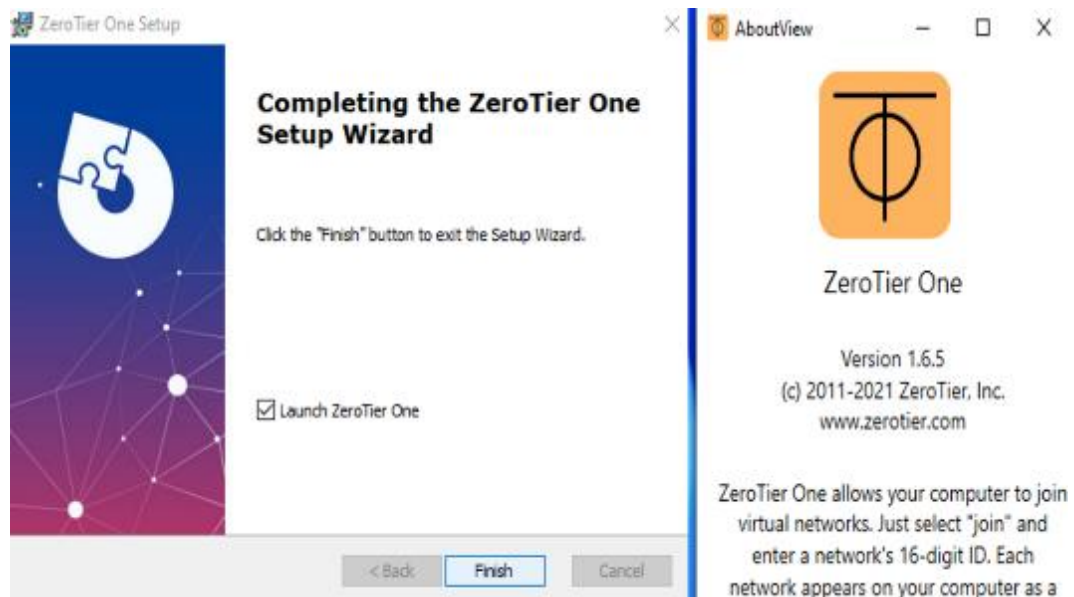 ZeroTier One Setup
Completing the ZeroTier One
Setup Wizard
Click the "Finish" button to exit the Setup Wizard.
Launch ZeroTier One
< Back
Finish
Cancel
AboutView
ZeroTier One
Version 1.6.5
(c) 2011-2021 ZeroTier, Inc.
www.zerotier.com
ZeroTier One allows your computer to join
virtual networks. Just select "join" and
enter a network's 16-digit ID. Each
network appears on your computer as a